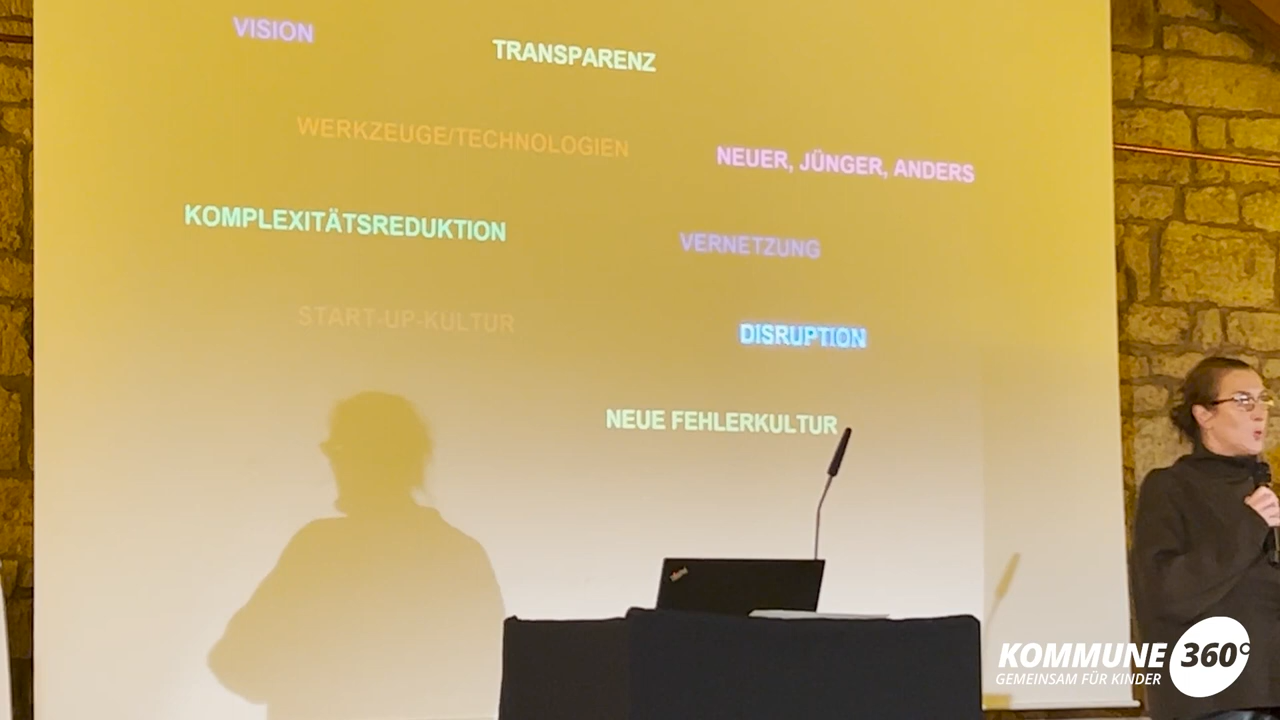 VISION
TRANSPARENZ
WERKZEUGE/TECHNOLOGIEN
NEUER, JÜNGER, ANDERS
KOMPLEXITÄTSREDUKTION
VERNETZUNG
START-UP-KULTUR
DISRUPTION
NEUE FEHLERKULTUR
KOMMUNE 360°
GEMEINSAM FÜR KINDER